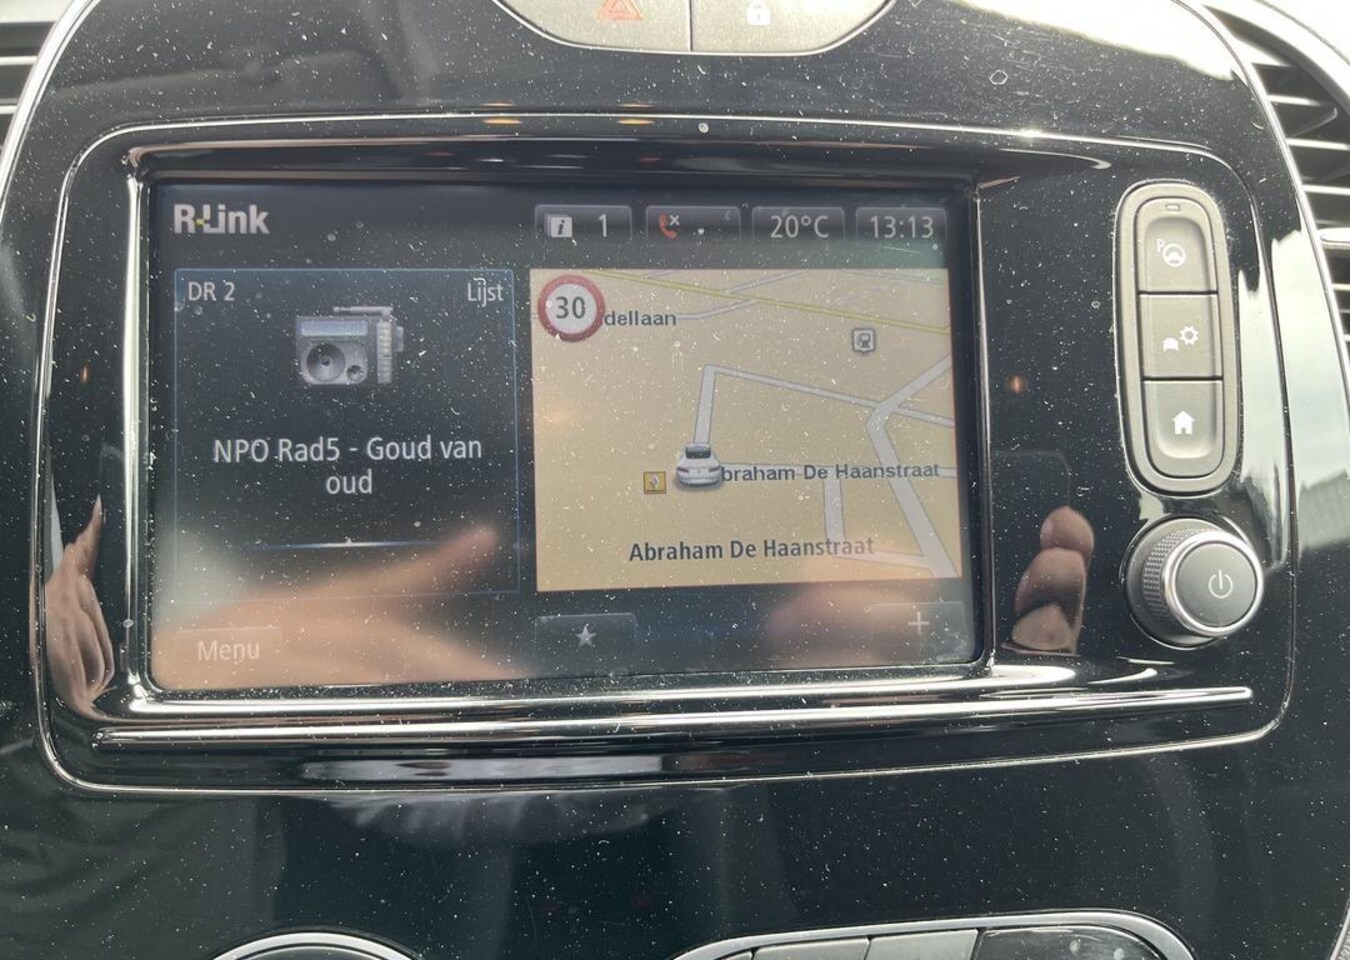 R-Link
1
20°C
13:13
DR 2
Lijst
NPO Rad5 - Goud van
oud
30
dellaan
braham De Haanstraat
Abraham De Haanstraat
Menu
+
P